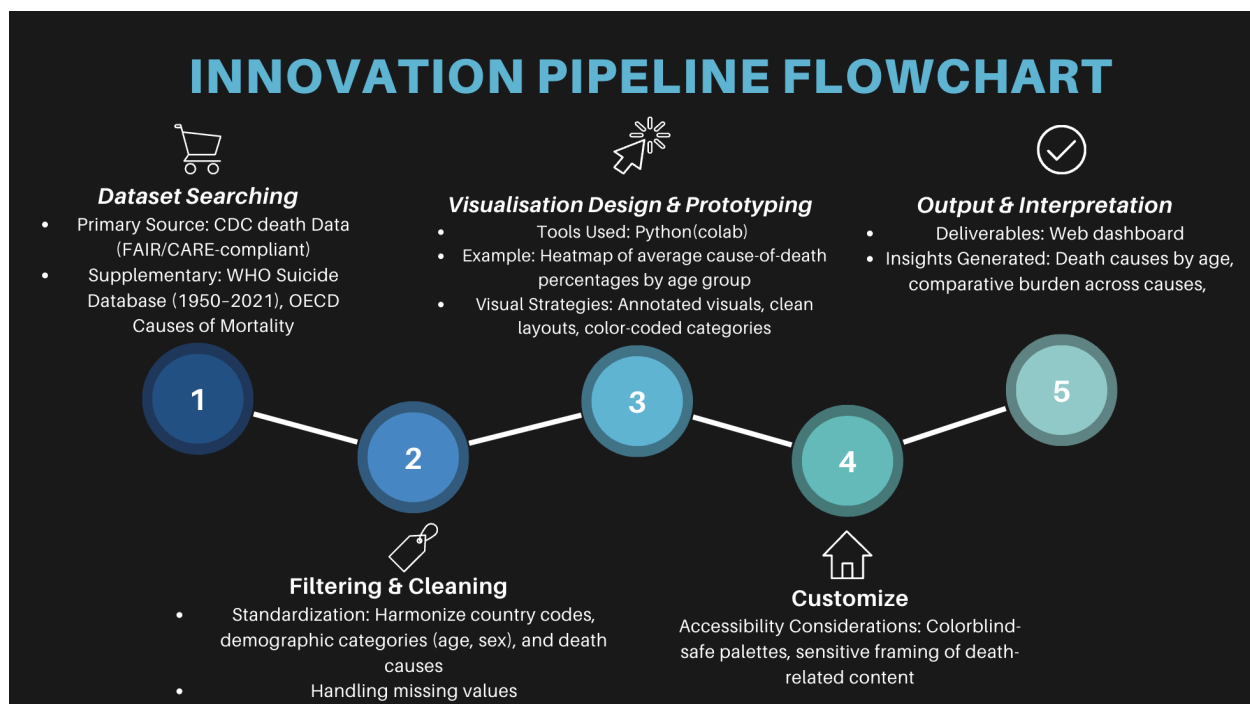 INNOVATION PIPELINE FLOWCHART
Dataset Searching
• Primary Source: CDC death Data
(FAIR/CARE-compliant)
• Supplementary: WHO Suicide
Database (1950–2021), OECD
Causes of Mortality
1
Filtering & Cleaning
• Standardization: Harmonize country codes,
demographic categories (age, sex), and death
causes
• Handling missing values
2
Visualisation Design & Prototyping
• Tools Used: Python(colab)
• Example: Heatmap of average cause-of-death
percentages by age group
• Visual Strategies: Annotated visuals, clean
layouts, color-coded categories
3
Customize
Accessibility Considerations: Colorblind-
safe palettes, sensitive framing of death-
related content
4
Output & Interpretation
• Deliverables: Web dashboard
• Insights Generated: Death causes by age,
comparative burden across causes,
5